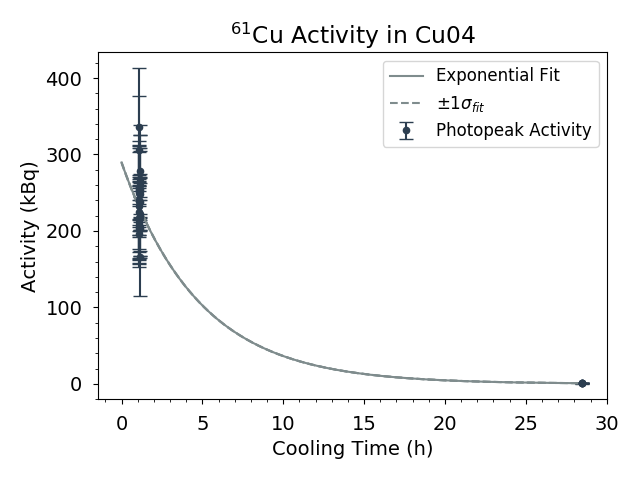 ⁶¹Cu Activity in Cu04
Exponential Fit
±1σ_fit
Photopeak Activity
Activity (kBq)
400
300
200
100
0
0 5 10 15 20 25 30
Cooling Time (h)